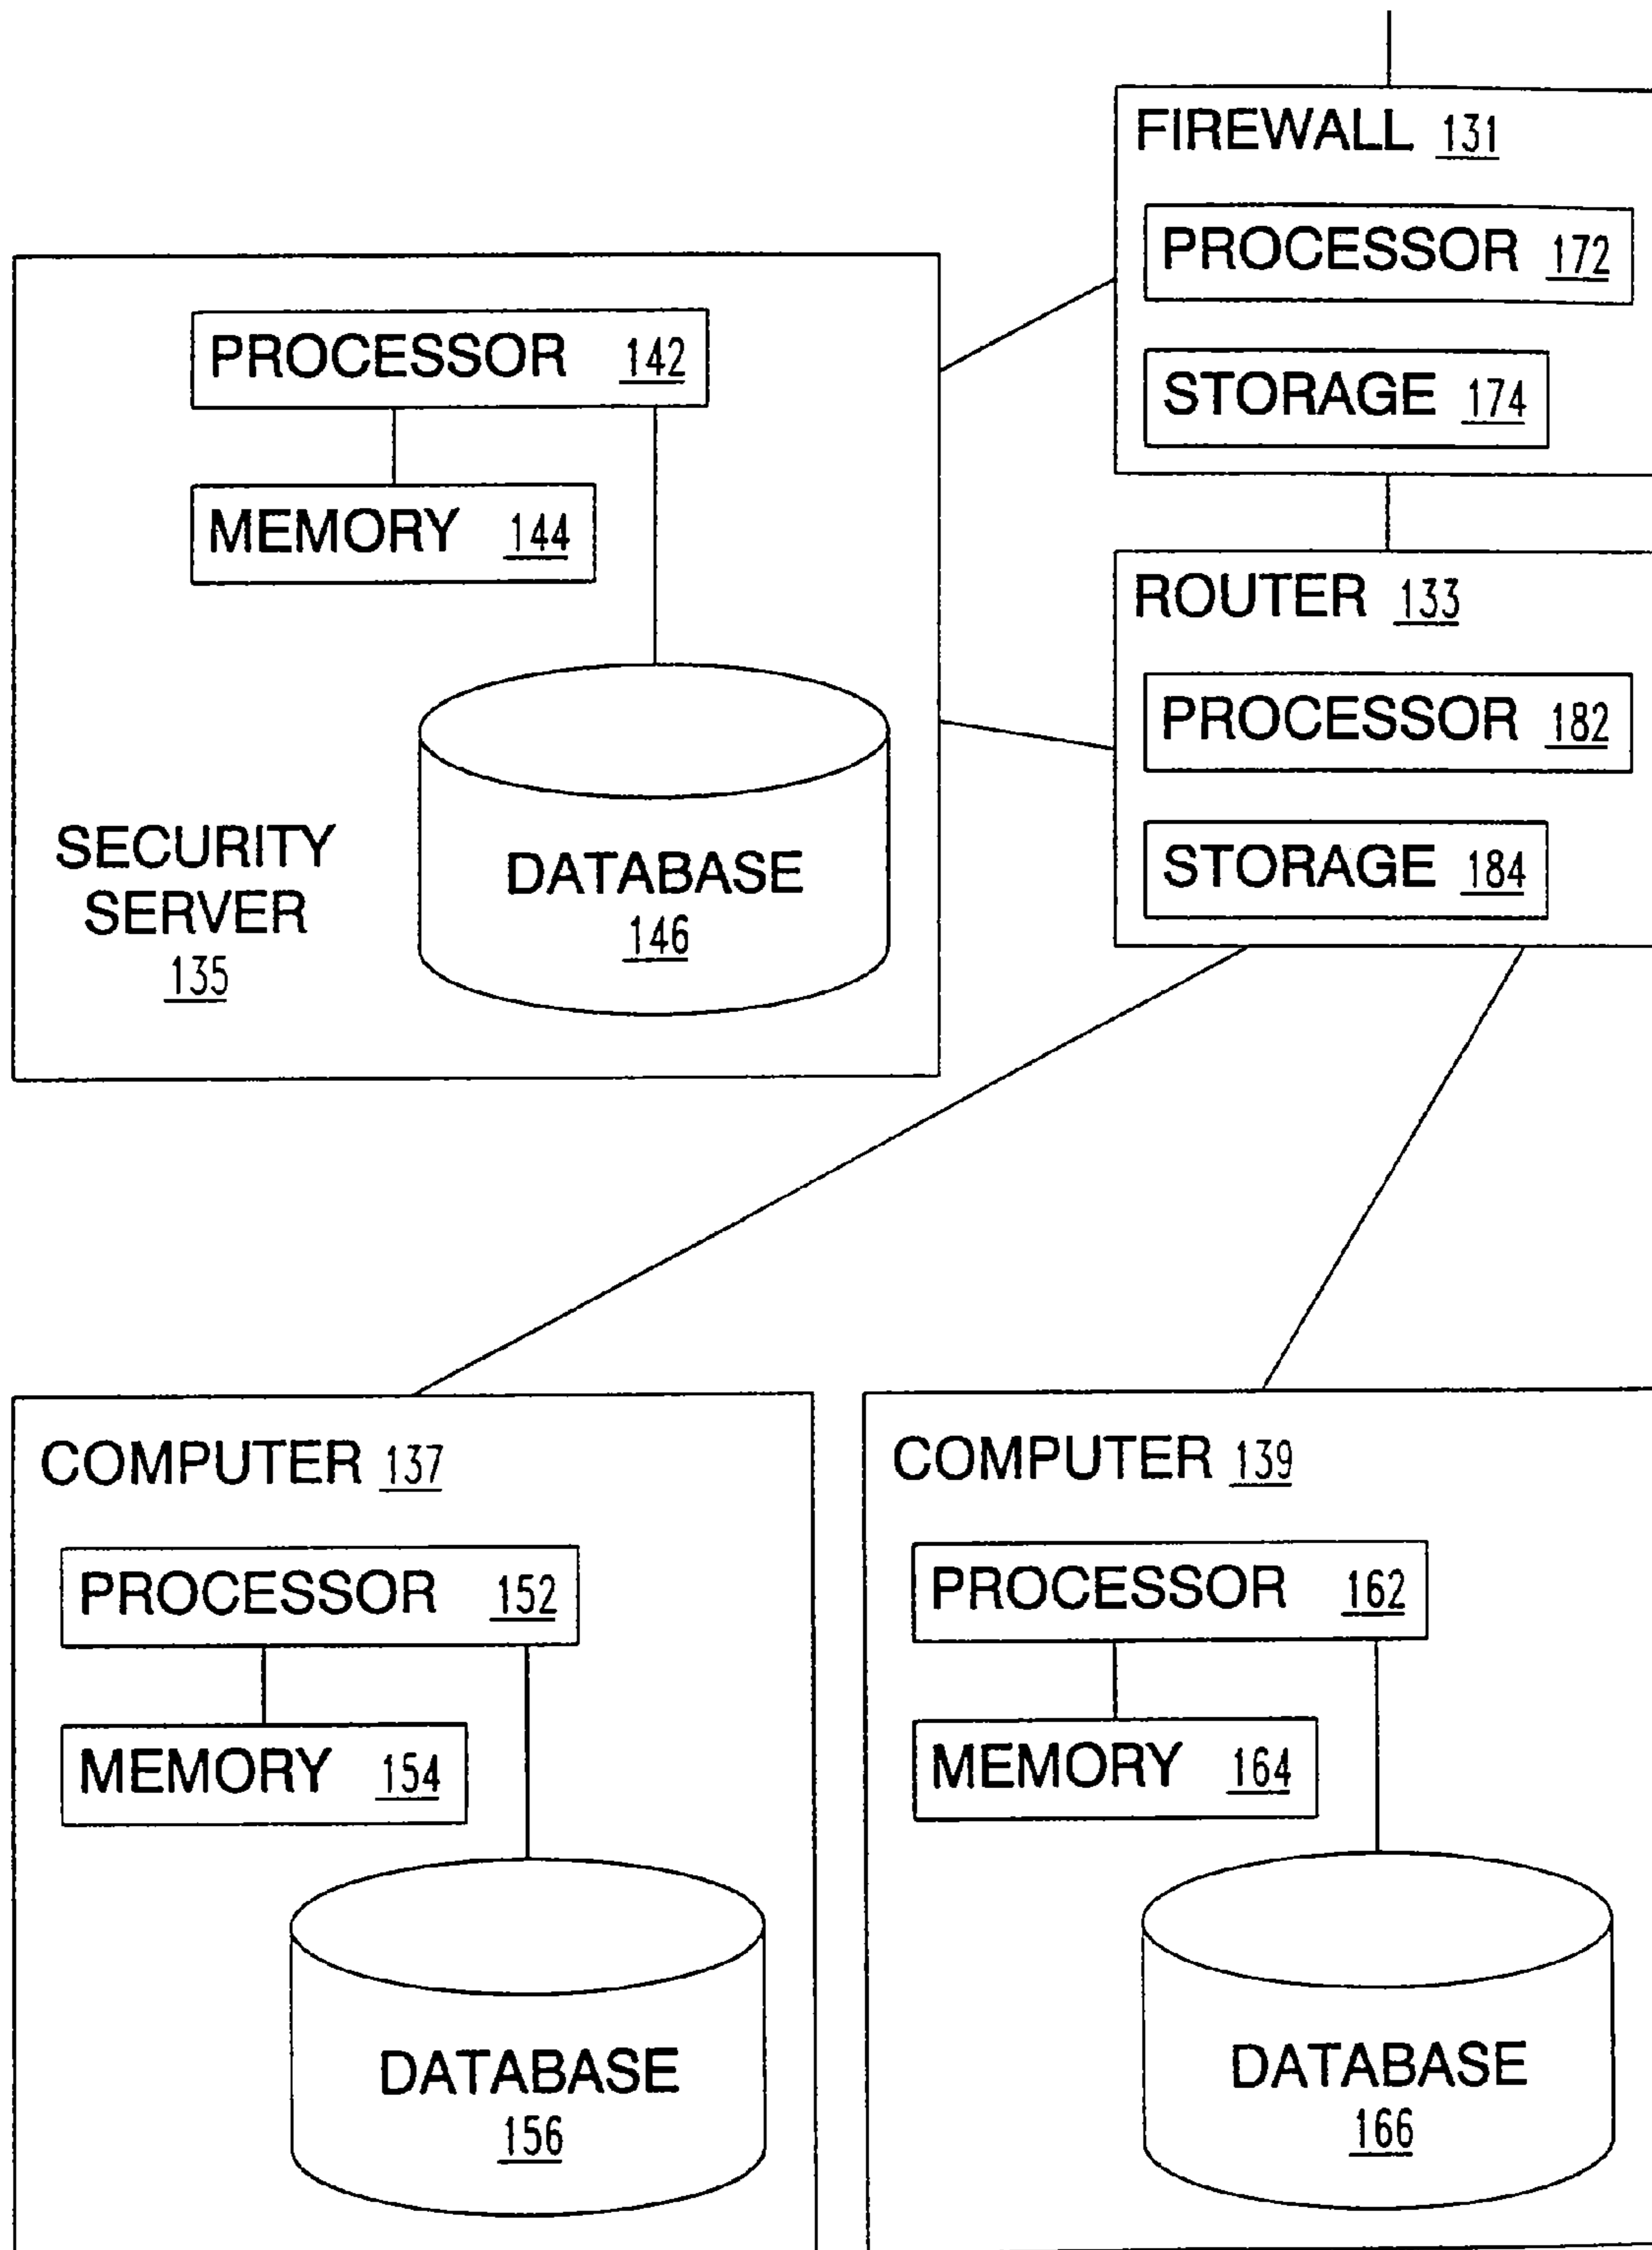 FIREWALL 131
PROCESSOR 172
STORAGE 174
PROCESSOR 142
MEMORY 144
DATABASE
146
SECURITY
SERVER
135
ROUTER 133
PROCESSOR 182
STORAGE 184
COMPUTER 137
PROCESSOR 152
MEMORY 154
DATABASE
156
COMPUTER 139
PROCESSOR 162
MEMORY 164
DATABASE
166